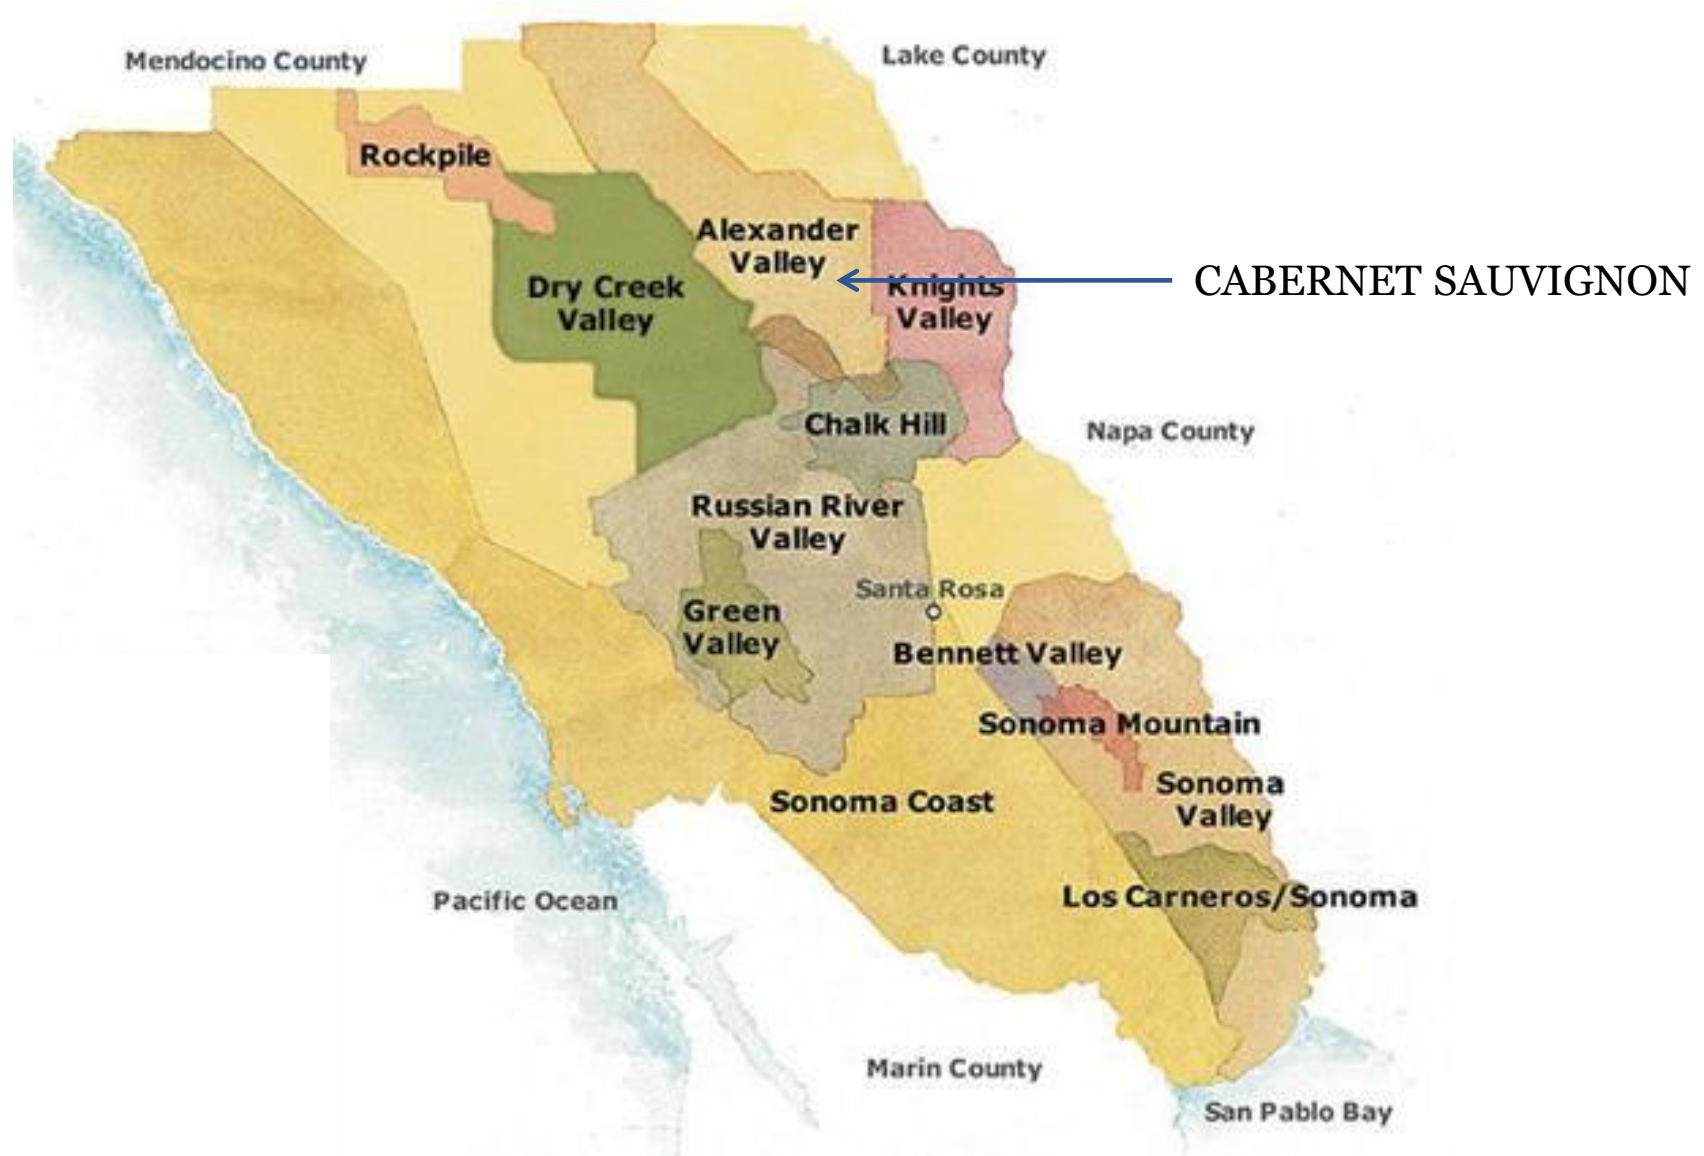 Mendocino County
Lake County
Rockpile
Alexander
Valley
CABERNET SAUVIGNON
Dry Creek
Valley
Knights
Valley
Chalk Hill
Napa County
Russian River
Valley
Santa Rosa
Green
Valley
Bennett Valley
Sonoma Mountain
Sonoma
Valley
Sonoma Coast
Los Carneros/Sonoma
Pacific Ocean
Marin County
San Pablo Bay